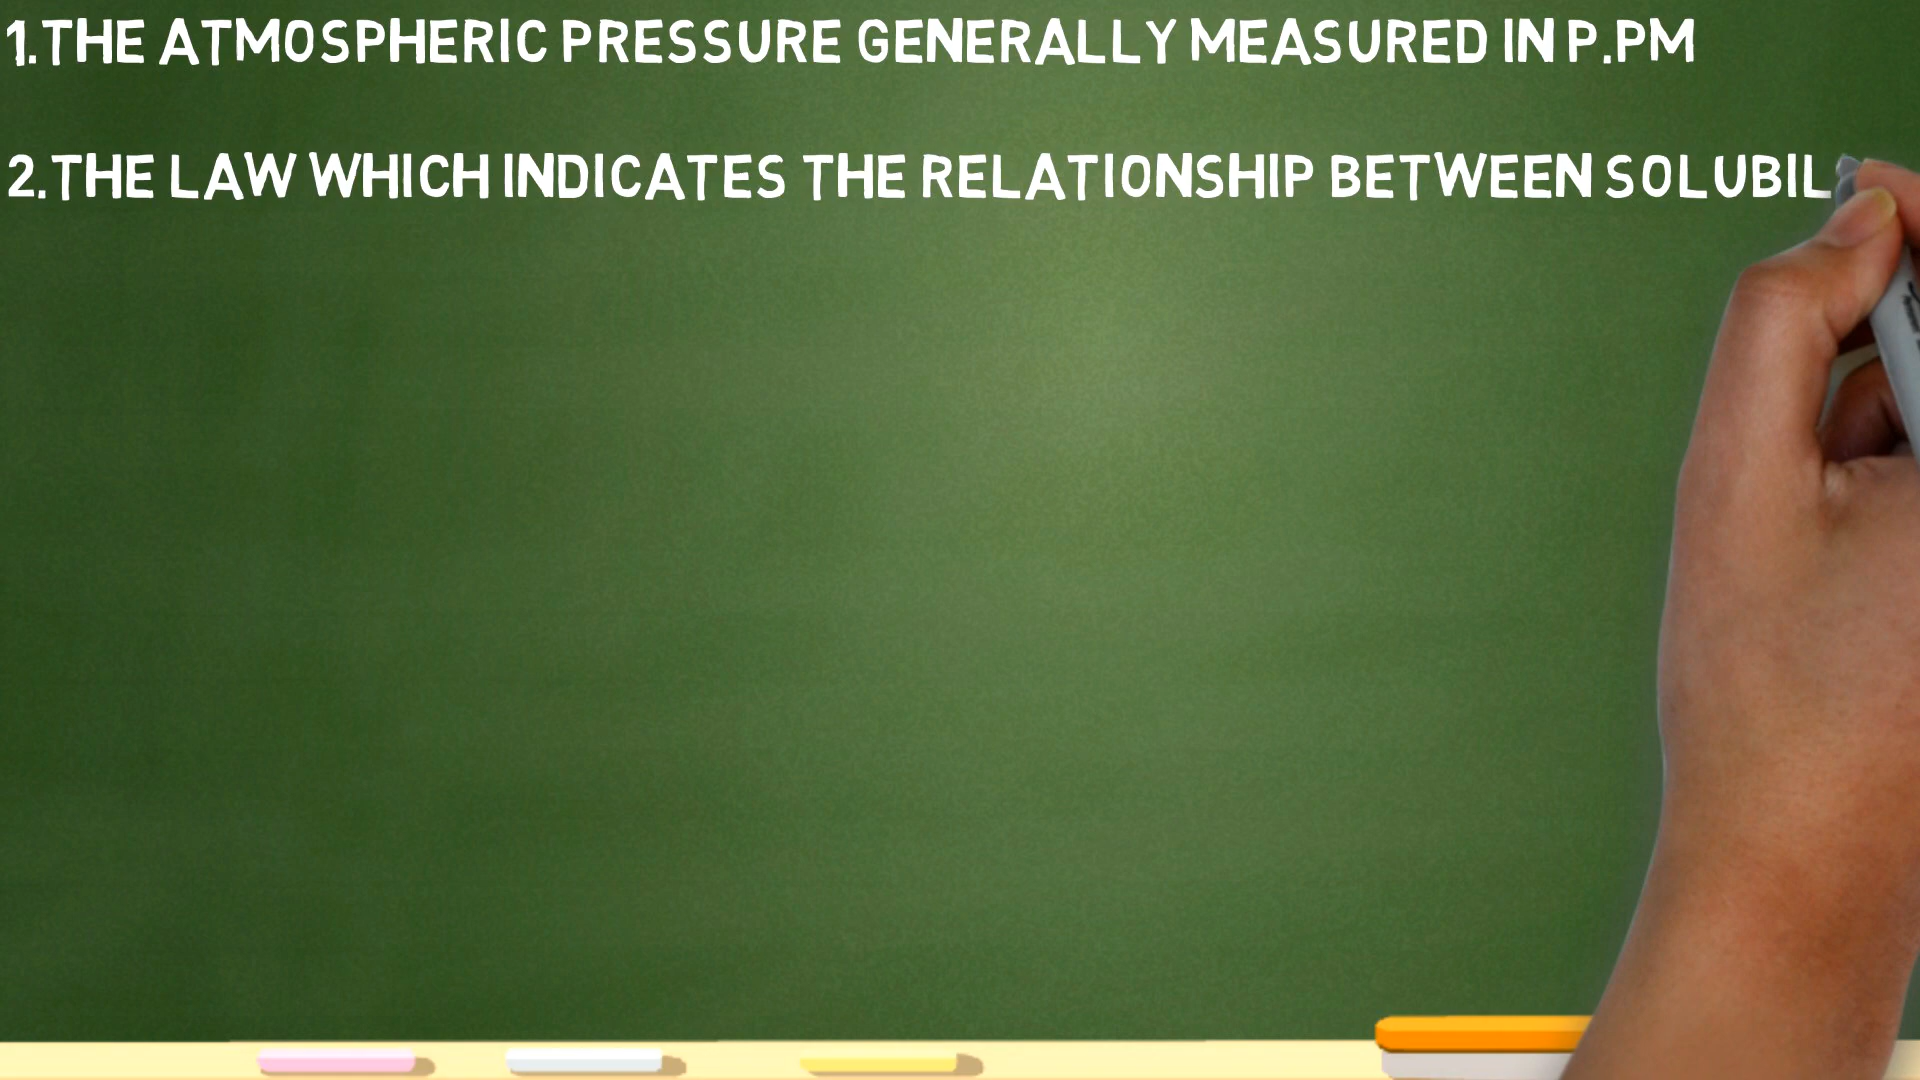 1.THE ATMOSPHERIC PRESSURE GENERALLY MEASURED IN P.PM
2.THE LAW WHICH INDICATES THE RELATIONSHIP BETWEEN SOLUBIL